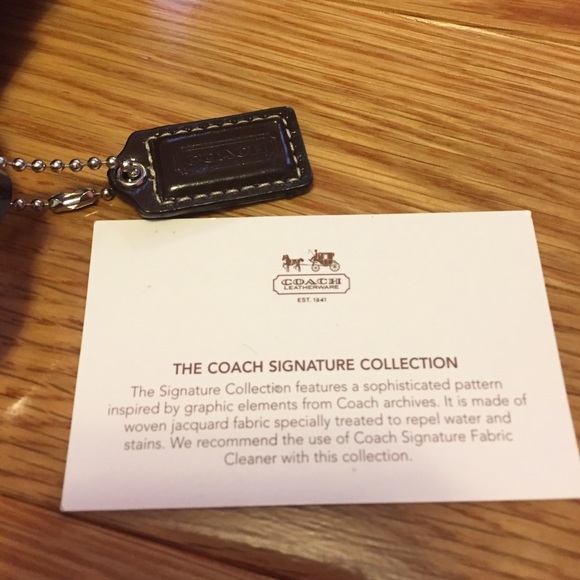 COACH
COACH
LEATHERWARE
EST. 1941
THE COACH SIGNATURE COLLECTION
The Signature Collection features a sophisticated pattern
inspired by graphic elements from Coach archives. It is made of
woven jacquard fabric specially treated to repel water and
stains. We recommend the use of Coach Signature Fabric
Cleaner with this collection.